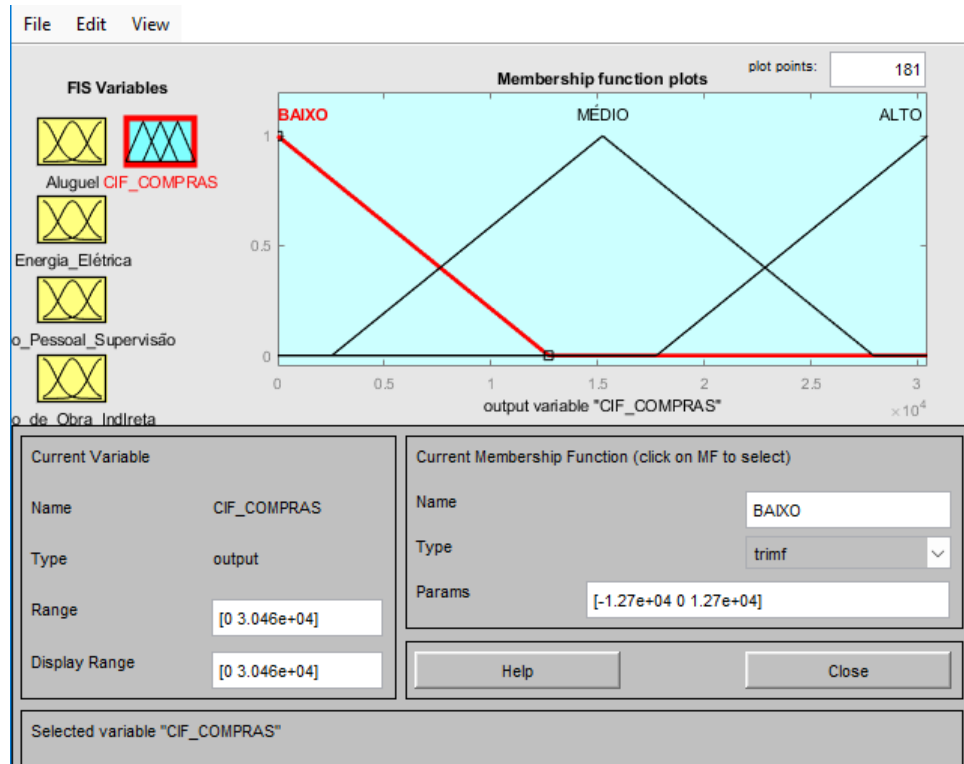 File Edit View
FIS Variables
Membership function plots
plot points: 181
BAIXO MÉDIO ALTO
1
0.5
0
0 0.5 1 1.5 2 2.5 3
×10^4
output variable "CIF_COMPRAS"
Aluguel CIF_COMPRAS
Energia_Elétrica
o_Pessoal_Supervisão
o_de_Obra_IndIreta
Current Variable
Name CIF_COMPRAS
Type output
Range [0 3.046e+04]
Display Range [0 3.046e+04]
Current Membership Function (click on MF to select)
Name BAIXO
Type trimf
Params [-1.27e+04 0 1.27e+04]
Help Close
Selected variable "CIF_COMPRAS"